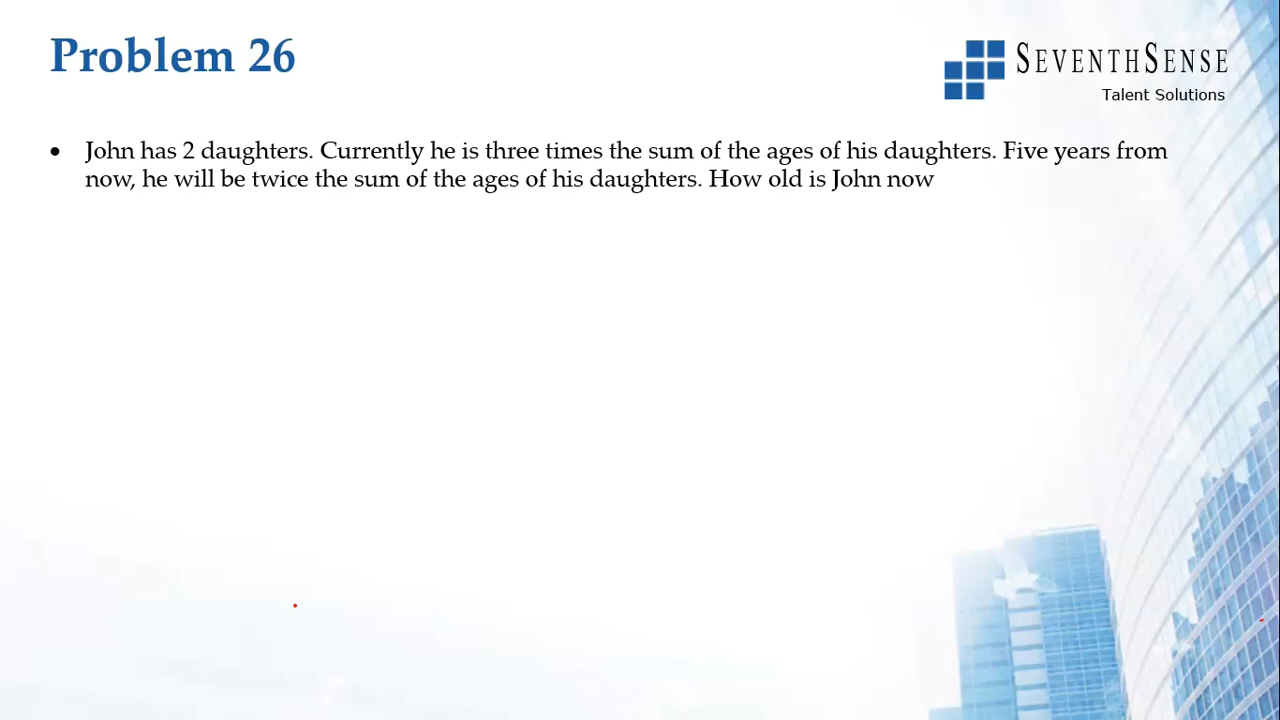 Problem 26
SEVENTHSENSE
Talent Solutions
• John has 2 daughters. Currently he is three times the sum of the ages of his daughters. Five years from
now, he will be twice the sum of the ages of his daughters. How old is John now